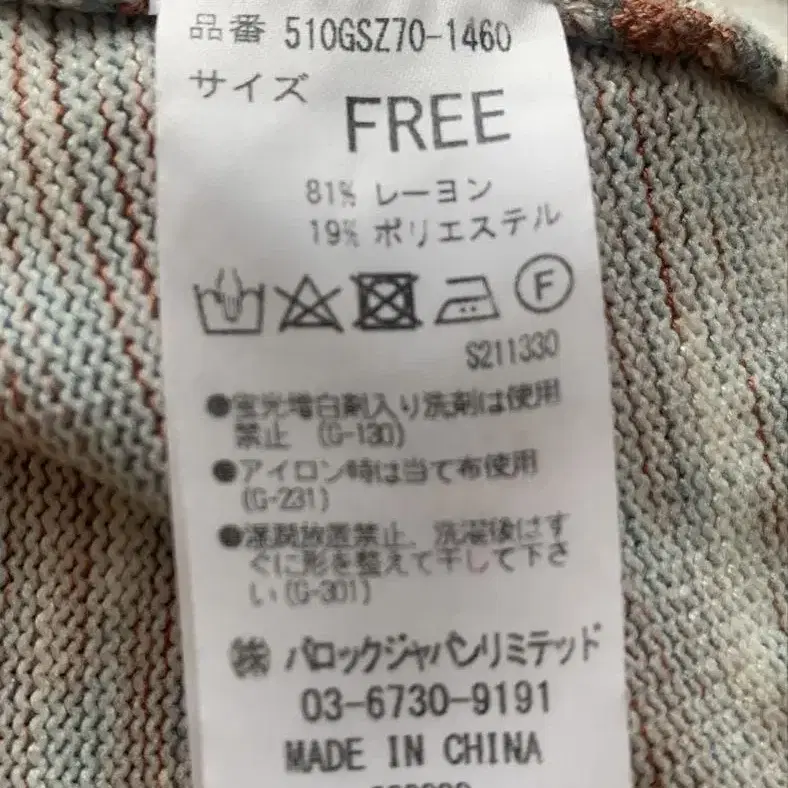 品番 510GSZ70-1460
サイズ
FREE
81% レーヨン
19% ポリエステル
F
S211330
●蛍光増白剤入り洗剤は使用
禁止 (G-130)
●アイロン時は当て布使用
(G-231)
●濕潤放置禁止、洗濯後はす
ぐに形を整えて干して下さ
い(G-301)
㈱ バロックジャパンリミテッド
03-6730-9191
MADE IN CHINA